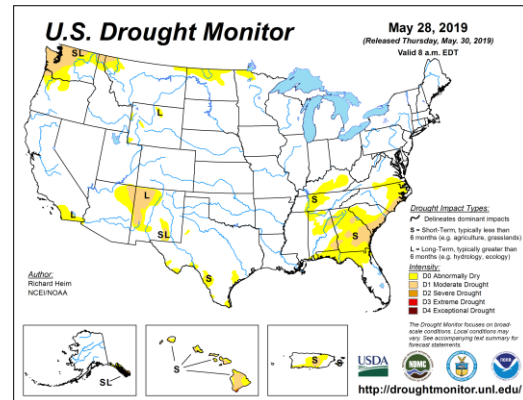 U.S. Drought Monitor
May 28, 2019
(Released Thursday, May. 30, 2019)
Valid 8 a.m. EDT
SL
L
L
L
SL
S
S
S
Drought Impact Types:
Delineates dominant impacts
S = Short-Term, typically less than
6 months (e.g. agriculture, grasslands)
L = Long-Term, typically greater than
6 months (e.g. hydrology, ecology)
Intensity:
D0 Abnormally Dry
D1 Moderate Drought
D2 Severe Drought
D3 Extreme Drought
D4 Exceptional Drought
Author:
Richard Heim
NCEI/NOAA
The Drought Monitor focuses on broad-
scale conditions. Local conditions may
vary. See accompanying text summary for
forecast statements.
SL
S
S
USDA
NDMC
NOAA
http://droughtmonitor.unl.edu/